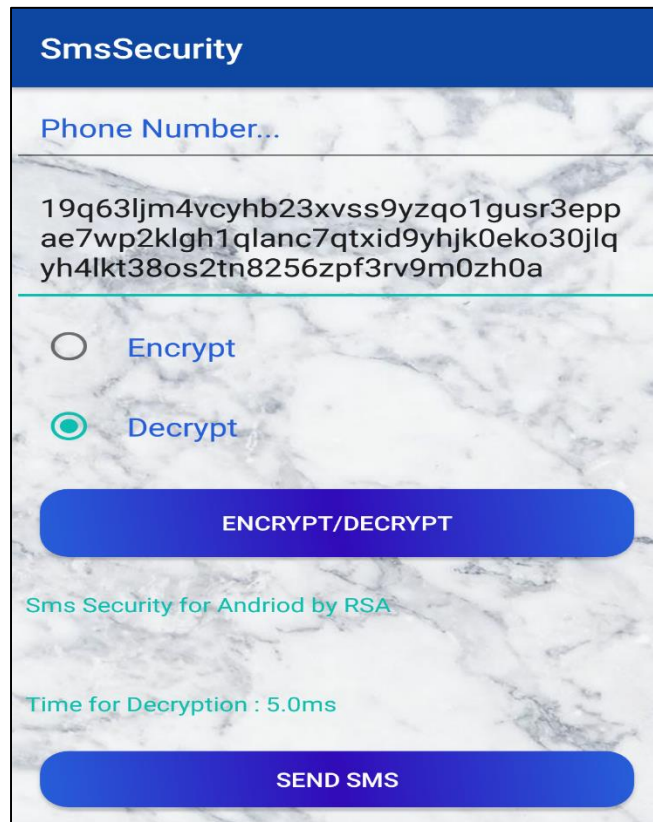 SmsSecurity
Phone Number...
19q63ljm4vcyhb23xvss9yzqo1gusr3epp
ae7wp2klgh1qlanc7qtxid9yhjk0eko30jlq
yh4lkt38os2tn8256zpf3rv9m0zh0a
Encrypt
Decrypt
ENCRYPT/DECRYPT
Sms Security for Andriod by RSA
Time for Decryption : 5.0ms
SEND SMS